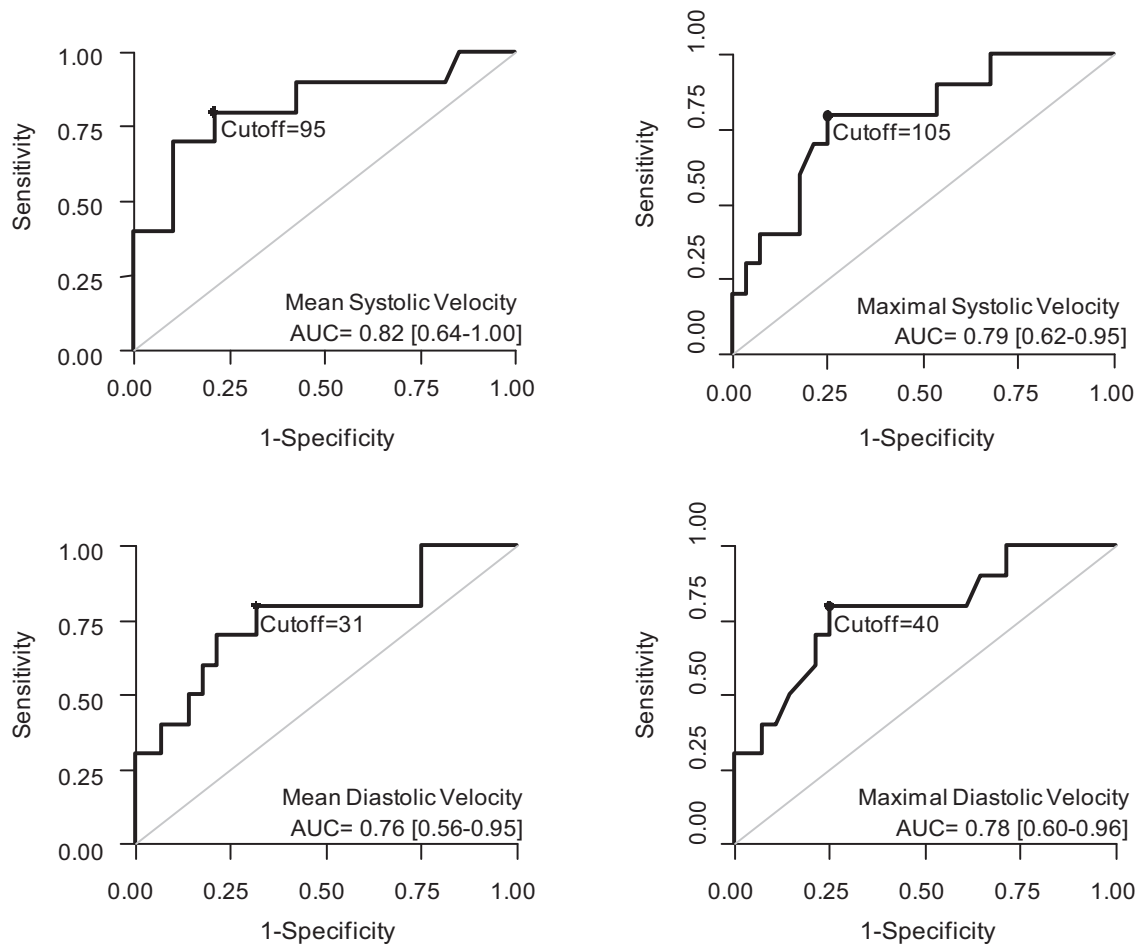 1.00
0.75
0.50
0.25
0.00
Sensitivity
Cutoff=95
Mean Systolic Velocity
AUC= 0.82 [0.64-1.00]
0.00 0.25 0.50 0.75 1.00
1-Specificity
1.00
0.75
0.50
0.25
0.00
Sensitivity
Cutoff=105
Maximal Systolic Velocity
AUC= 0.79 [0.62-0.95]
0.00 0.25 0.50 0.75 1.00
1-Specificity
1.00
0.75
0.50
0.25
0.00
Sensitivity
Cutoff=31
Mean Diastolic Velocity
AUC= 0.76 [0.56-0.95]
0.00 0.25 0.50 0.75 1.00
1-Specificity
1.00
0.75
0.50
0.25
0.00
Sensitivity
Cutoff=40
Maximal Diastolic Velocity
AUC= 0.78 [0.60-0.96]
0.00 0.25 0.50 0.75 1.00
1-Specificity